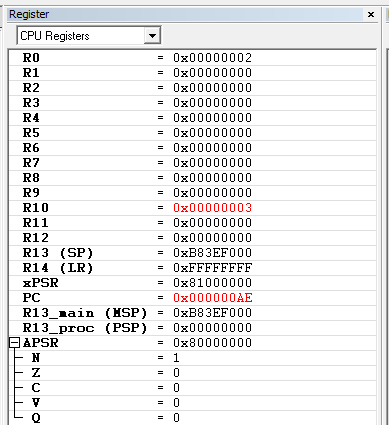 Register
CPU Registers
R0 = 0x00000002
R1 = 0x00000000
R2 = 0x00000000
R3 = 0x00000000
R4 = 0x00000000
R5 = 0x00000000
R6 = 0x00000000
R7 = 0x00000000
R8 = 0x00000000
R9 = 0x00000000
R10 = 0x00000003
R11 = 0x00000000
R12 = 0x00000000
R13 (SP) = 0xB83EF000
R14 (LR) = 0xFFFFFFFF
xPSR = 0x81000000
PC = 0x000000AE
R13_main (MSP) = 0xB83EF000
R13_proc (PSP) = 0x00000000
APSR = 0x80000000
N = 1
Z = 0
C = 0
V = 0
Q = 0